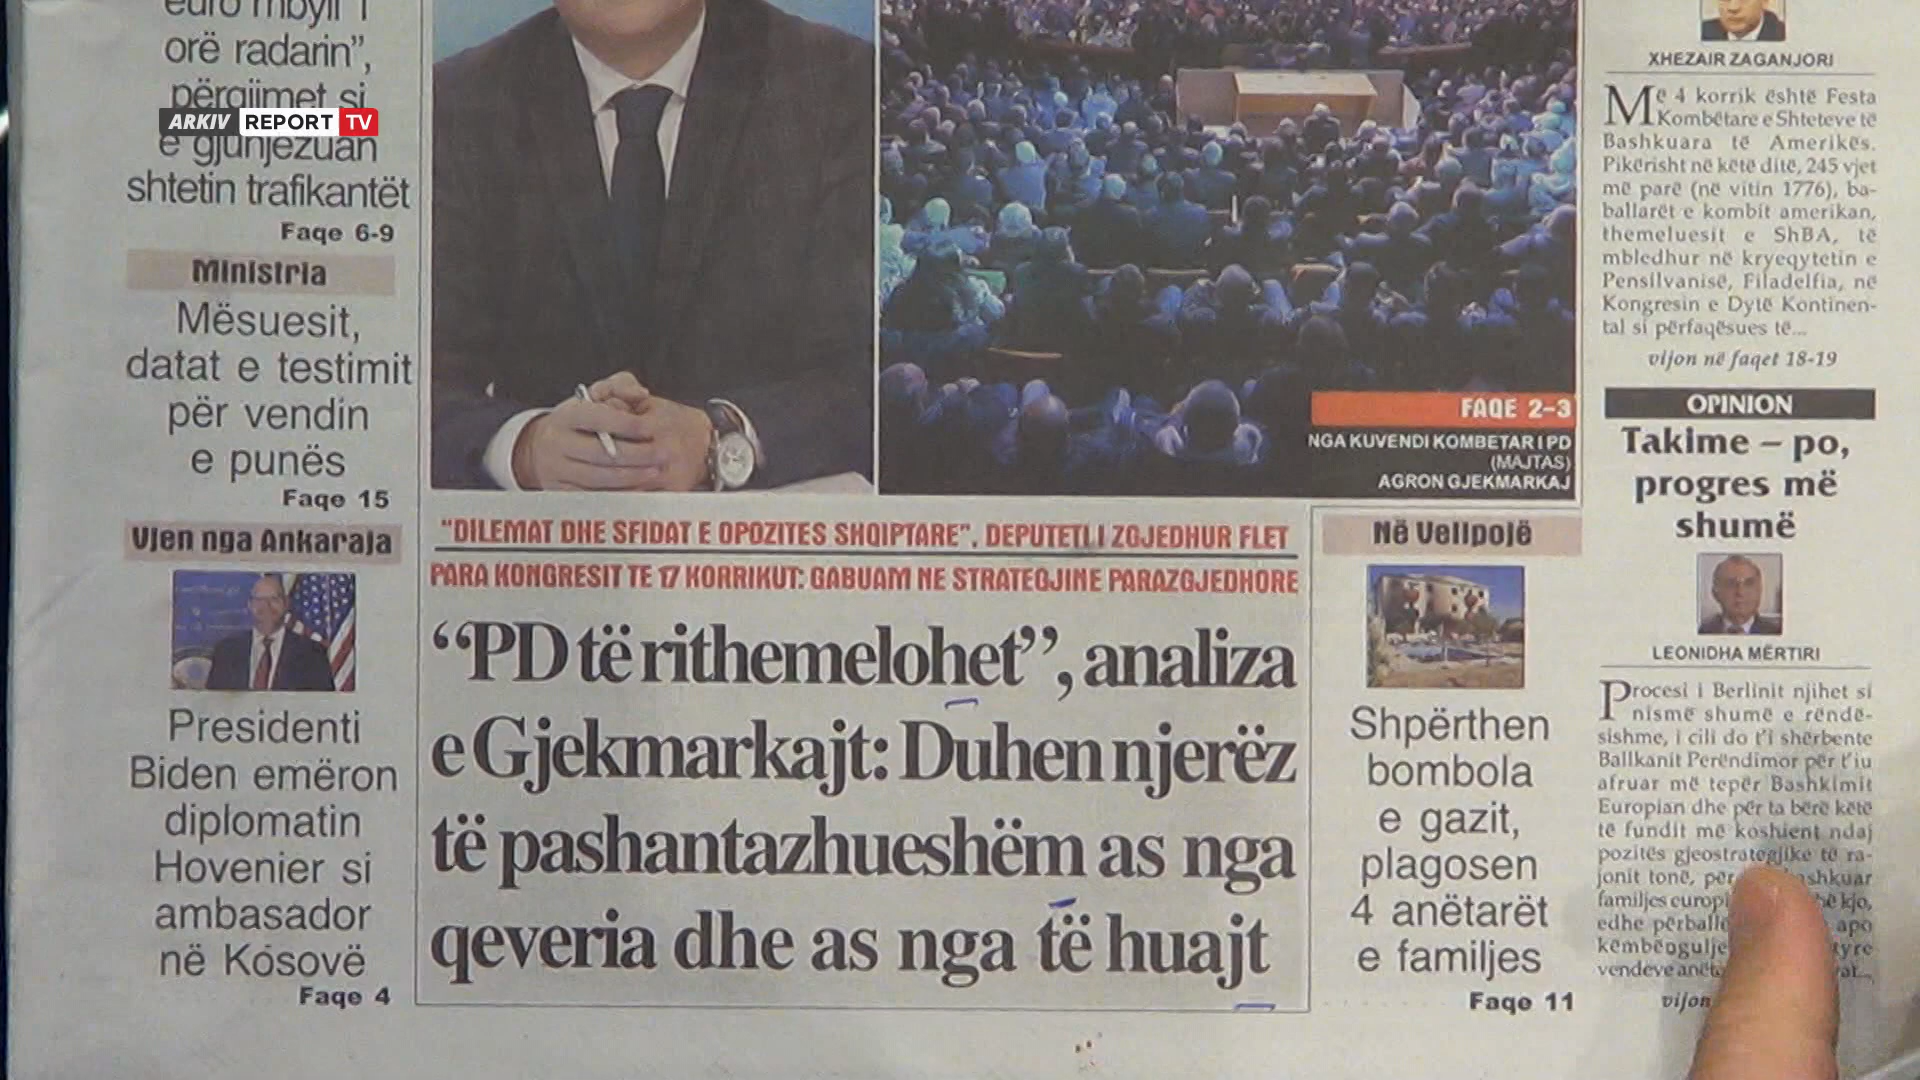 orë radarin”,
përgjimet si
ARKIV REPORT TV
e gjunjëzuan
shtetin trafikantët
Faqe 6-9
Ministria
Mësuesit,
datat e testimit
për vendin
e punës
Faqe 15
Vjen nga Ankaraja
Presidenti
Biden emëron
diplomatin
Hovenier si
ambasador
në Kosovë
Faqe 4
FAQE 2-3
NGA KUVENDI KOMBETAR I PD
(MAJTAS)
AGRON GJEKMARKAJ
“DILEMAT DHE SFIDAT E OPOZITES SHQIPTARE”, DEPUTETI I ZGJEDHUR FLET
PARA KONGRESIT TE 17 KORRIKUT: GABUAM NE STRATEGJINE PARAZGJEDHORE
“PD të rithemelohet”, analiza
e Gjekmarkajt: Duhen njerëz
të pashantazhueshëm as nga
qeveria dhe as nga të huajt
Në Velipojë
Shpërthen
bombola
e gazit,
plagosen
4 anëtarët
e familjes
Faqe 11
XHEZAIR ZAGANJORI
Më 4 korrik është Festa
Kombëtare e Shteteve të
Bashkuara të Amerikës.
Pikërisht në këtë ditë, 245 vjet
më parë (në vitin 1776), ba-
ballarët e kombit amerikan,
themeluesit e ShBA, të
mbledhur në kryeqytetin e
Pensilvanisë, Filadelfia, në
Kongresin e Dytë Kontinen-
tal si përfaqësues të...
vijon në faqet 18-19
OPINION
Takime – po,
progres më
shumë
LEONIDHA MËRTIRI
Procesi i Berlinit njihet si
nismë shumë e rëndë-
sishme, i cili do t’i shërbente
Ballkanit Perëndimor për t’iu
afruar më tepër Bashkimit
Europian dhe për ta bërë këtë
të fundit më koshient ndaj
pozitës gjeostrategjike të ra-
jonit tonë, për
familjes kjo,
edhe apo
vendeve
vijon